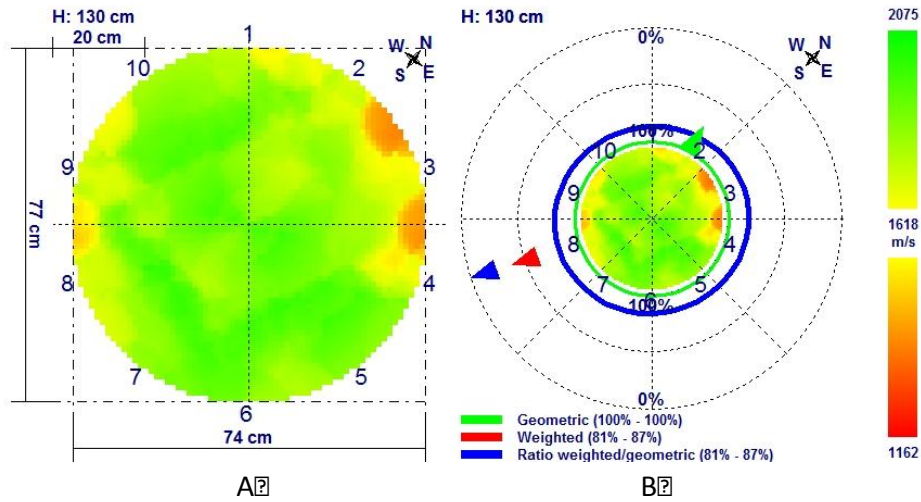 H: 130 cm
20 cm
W N
S E
1
2
3
4
5
6
7
8
9
10
77 cm
74 cm
A
H: 130 cm
0%
W N
S E
100%
10
2
9
3
8
4
7
5
6
100%
0%
Geometric (100% - 100%)
Weighted (81% - 87%)
Ratio weighted/geometric (81% - 87%)
B
2075
1618
m/s
1162